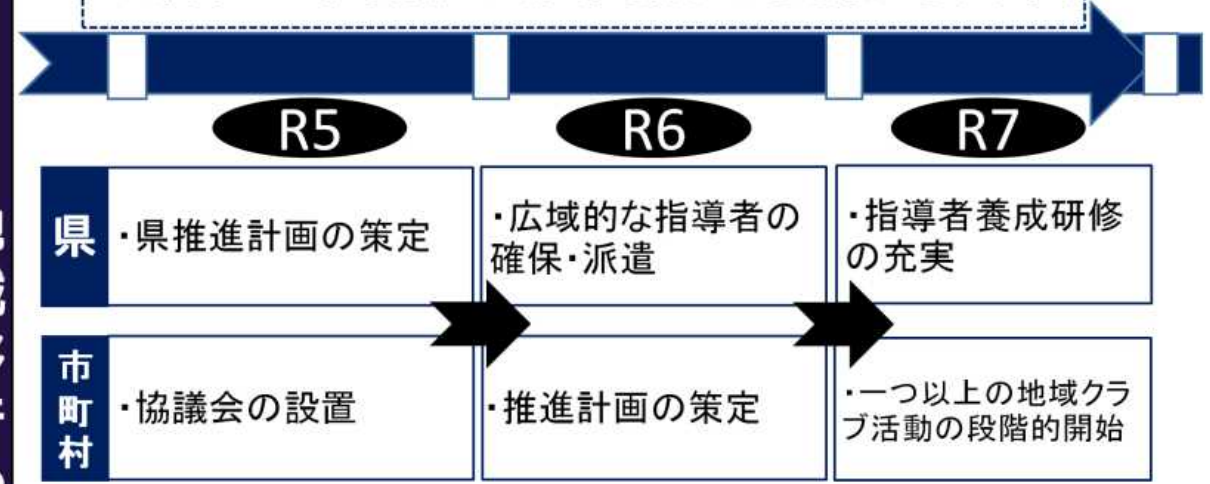 R5
R6
R7
県
・県推進計画の策定
・広域的な指導者の
確保・派遣
・指導者養成研修
の充実
市町村
・協議会の設置
・推進計画の策定
・一つ以上の地域クラ
ブ活動の段階的開始